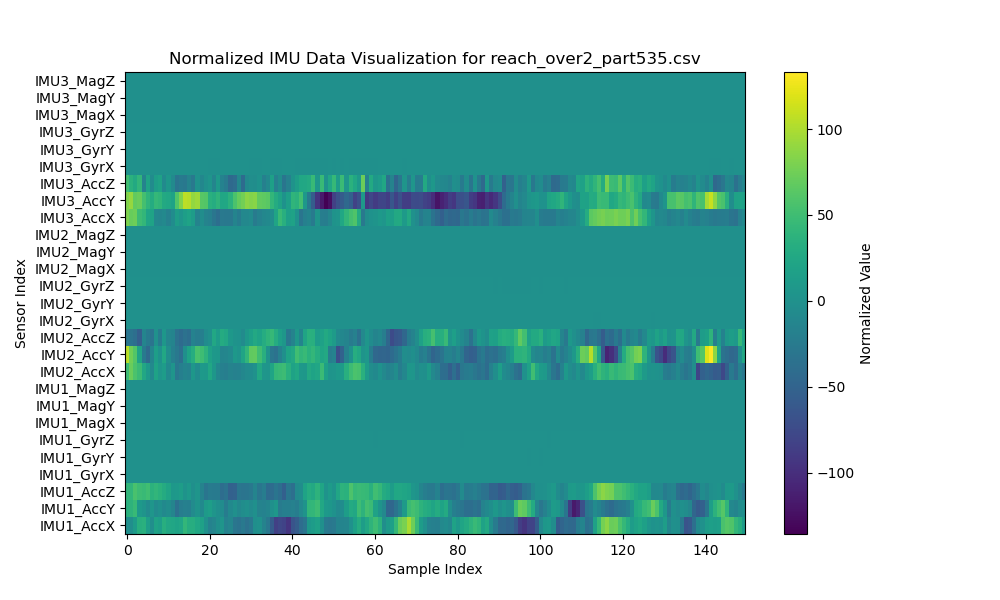 Normalized IMU Data Visualization for reach_over2_part535.csv
IMU3_MagZ
IMU3_MagY
IMU3_MagX
IMU3_GyrZ
IMU3_GyrY
IMU3_GyrX
IMU3_AccZ
IMU3_AccY
IMU3_AccX
IMU2_MagZ
IMU2_MagY
IMU2_MagX
IMU2_GyrZ
IMU2_GyrY
IMU2_GyrX
IMU2_AccZ
IMU2_AccY
IMU2_AccX
IMU1_MagZ
IMU1_MagY
IMU1_MagX
IMU1_GyrZ
IMU1_GyrY
IMU1_GyrX
IMU1_AccZ
IMU1_AccY
IMU1_AccX
Sensor Index
0 20 40 60 80 100 120 140
Sample Index
100
50
0
−50
−100
Normalized Value